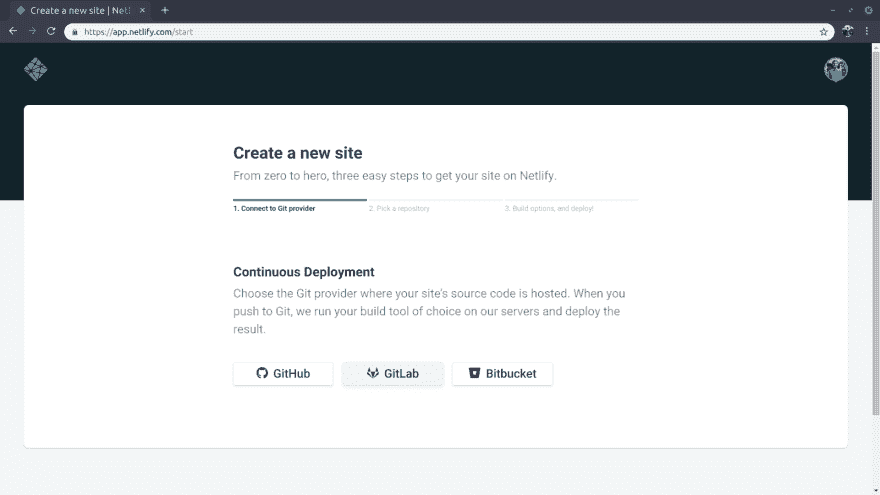 Create a new site | Netl
https://app.netlify.com/start
Create a new site
From zero to hero, three easy steps to get your site on Netlify.
1. Connect to Git provider
2. Pick a repository
3. Build options, and deploy!
Continuous Deployment
Choose the Git provider where your site's source code is hosted. When you
push to Git, we run your build tool of choice on our servers and deploy the
result.
GitHub
GitLab
Bitbucket